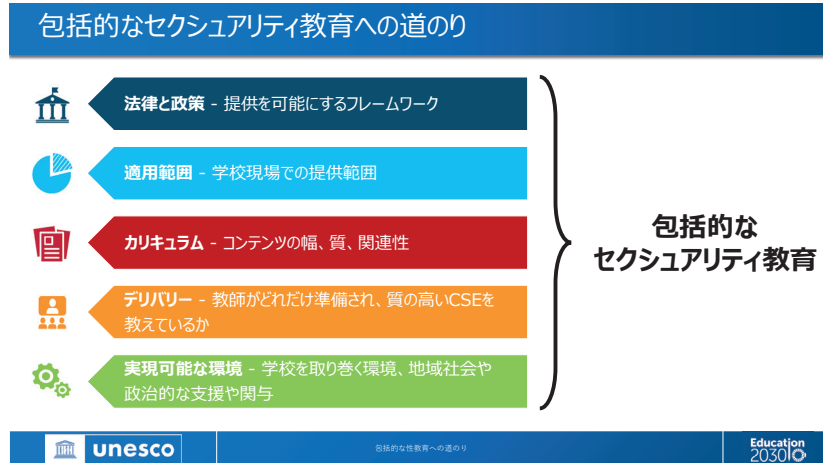 包括的なセクシュアリティ教育への道のり
法律と政策 - 提供を可能にするフレームワーク
適用範囲 - 学校現場での提供範囲
カリキュラム - コンテンツの幅、質、関連性
デリバリー - 教師がどれだけ準備され、質の高いCSEを
教えているか
実現可能な環境 - 学校を取り巻く環境、地域社会や
政治的な支援や関与
包括的な
セクシュアリティ教育
unesco
包括的な性教育への道のり
Education
2030